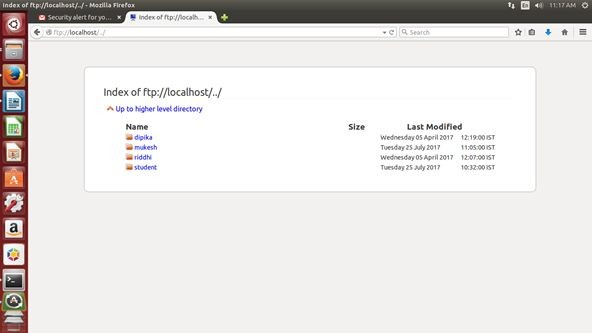 Index of ftp://localhost/../ - Mozilla Firefox
En
11:17 AM
Security alert for yo...
Index of ftp://localh...
ftp://localhost/../
Search
Index of ftp://localhost/../
Up to higher level directory
Name Size Last Modified
dipika Wednesday 05 April 2017 12:19:00 IST
mukesh Tuesday 25 July 2017 11:05:00 IST
riddhi Wednesday 05 April 2017 12:07:00 IST
student Tuesday 25 July 2017 10:32:00 IST